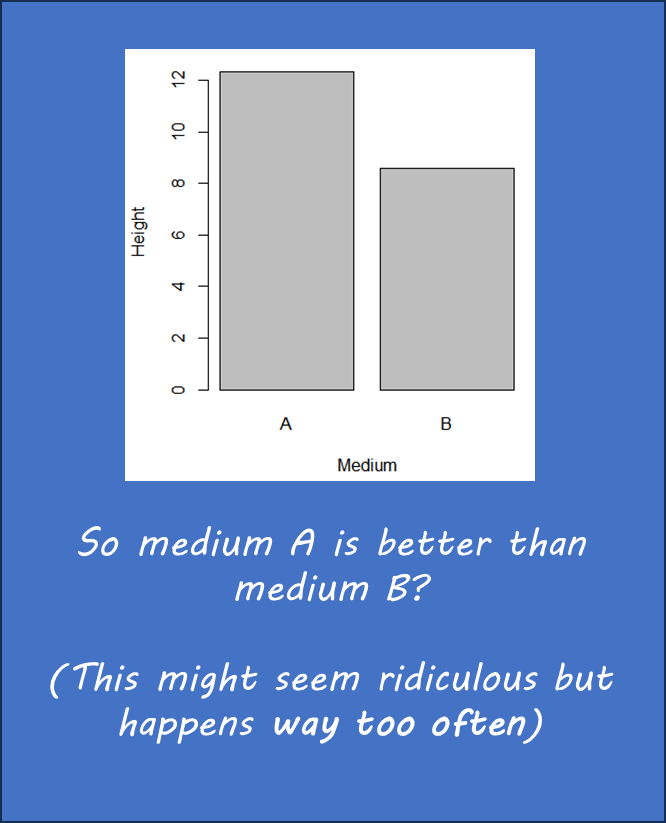 12
10
8
6
4
2
0
Height
A B
Medium
So medium A is better than
medium B?
(This might seem ridiculous but
happens way too often)